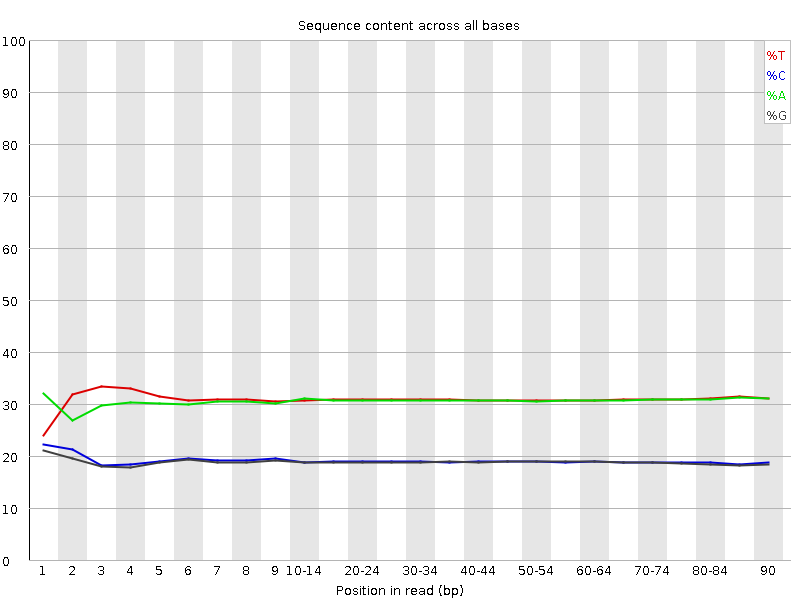 Sequence content across all bases
100
90
80
70
60
50
40
30
20
10
0
%T
%C
%A
%G
1 2 3 4 5 6 7 8 9 10-14 20-24 30-34 40-44 50-54 60-64 70-74 80-84 90
Position in read (bp)